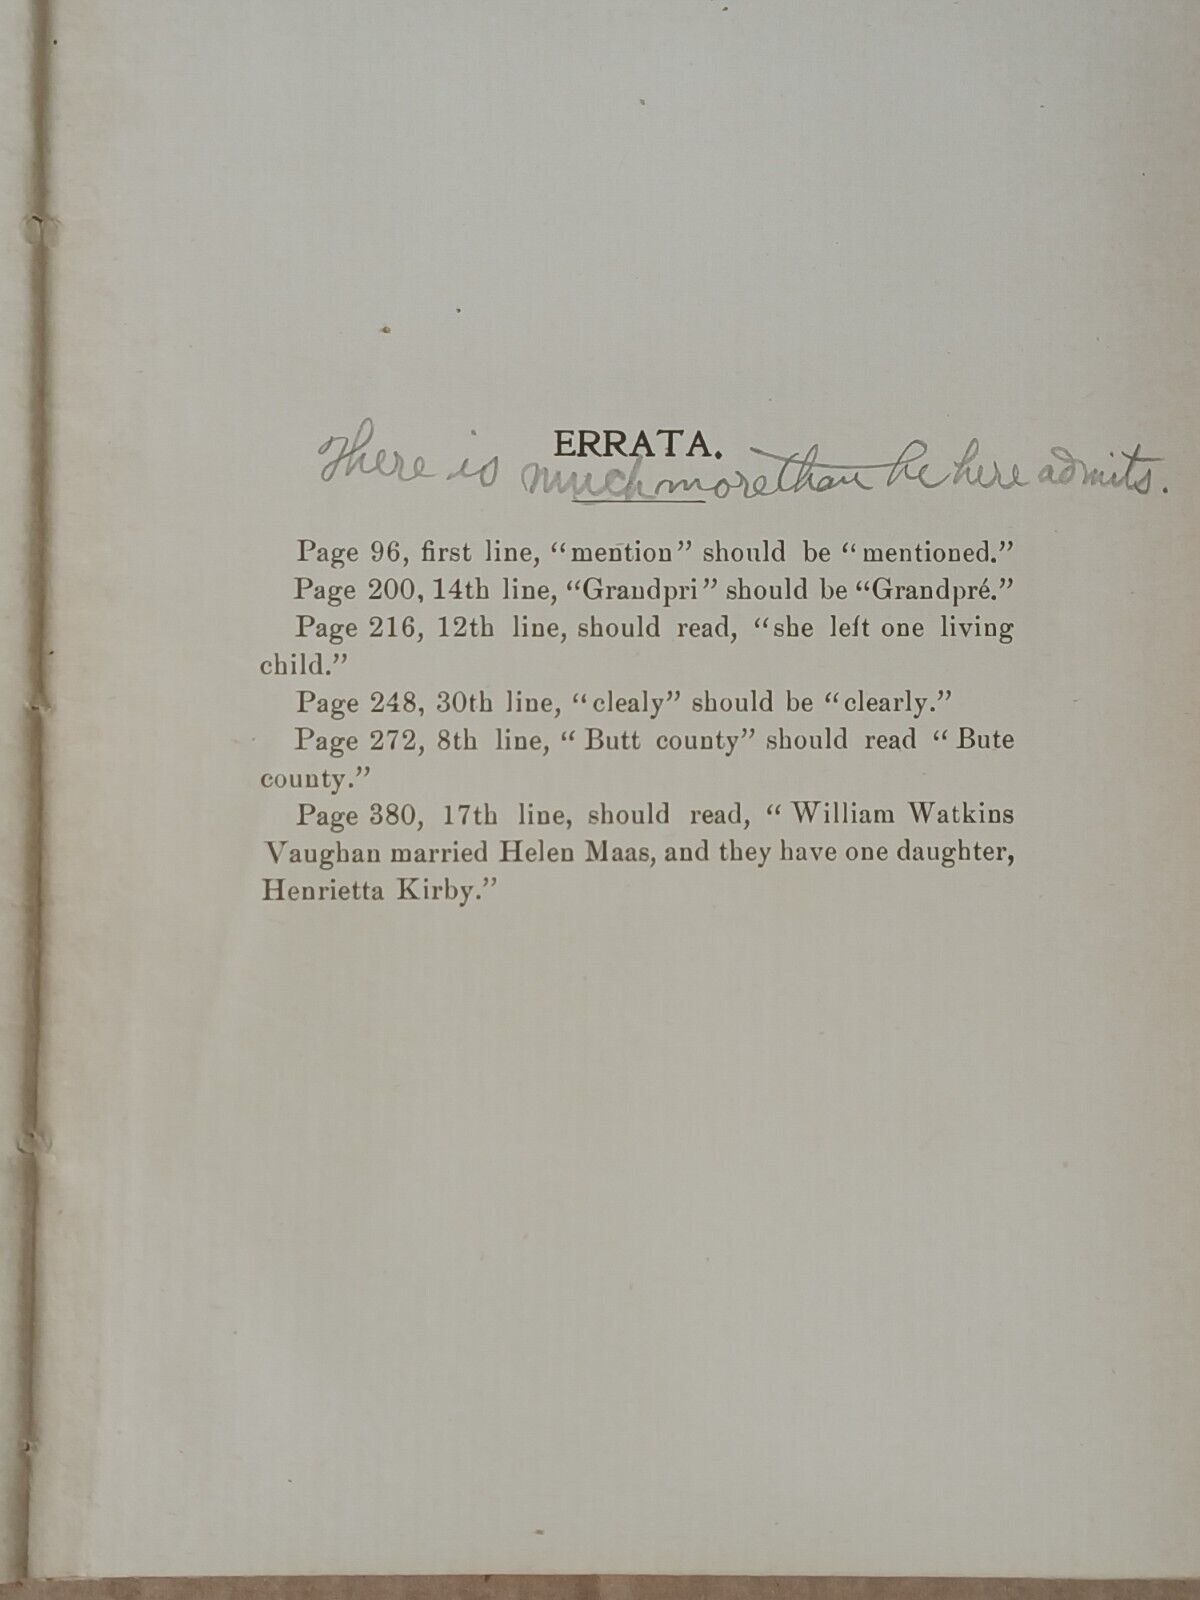 ERRATA.
There is much more than he here admits.
Page 96, first line, “mention” should be “mentioned.”
Page 200, 14th line, “Grandpri” should be “Grandpré.”
Page 216, 12th line, should read, “she left one living
child.”
Page 248, 30th line, “clealy” should be “clearly.”
Page 272, 8th line, “ Butt county” should read “ Bute
county.”
Page 380, 17th line, should read, “ William Watkins
Vaughan married Helen Maas, and they have one daughter,
Henrietta Kirby.”